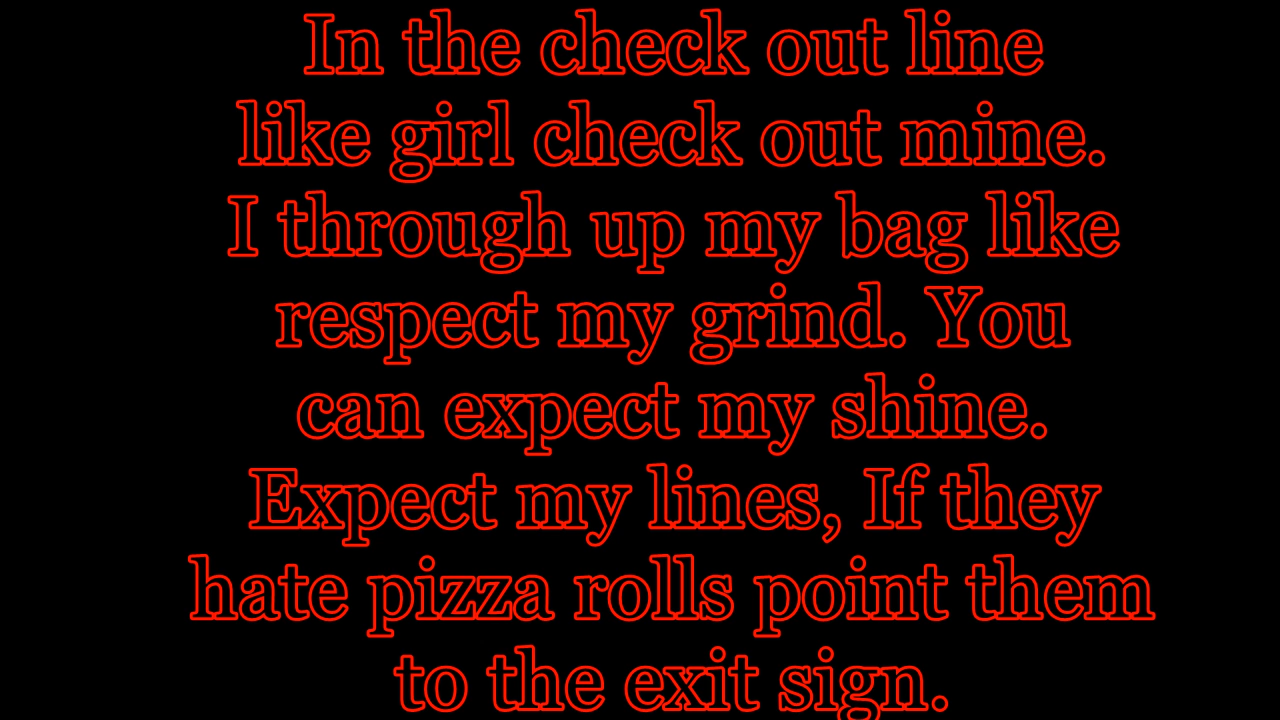 In the check out line
like girl check out mine.
I through up my bag like
respect my grind. You
can expect my shine.
Expect my lines, If they
hate pizza rolls point them
to the exit sign.